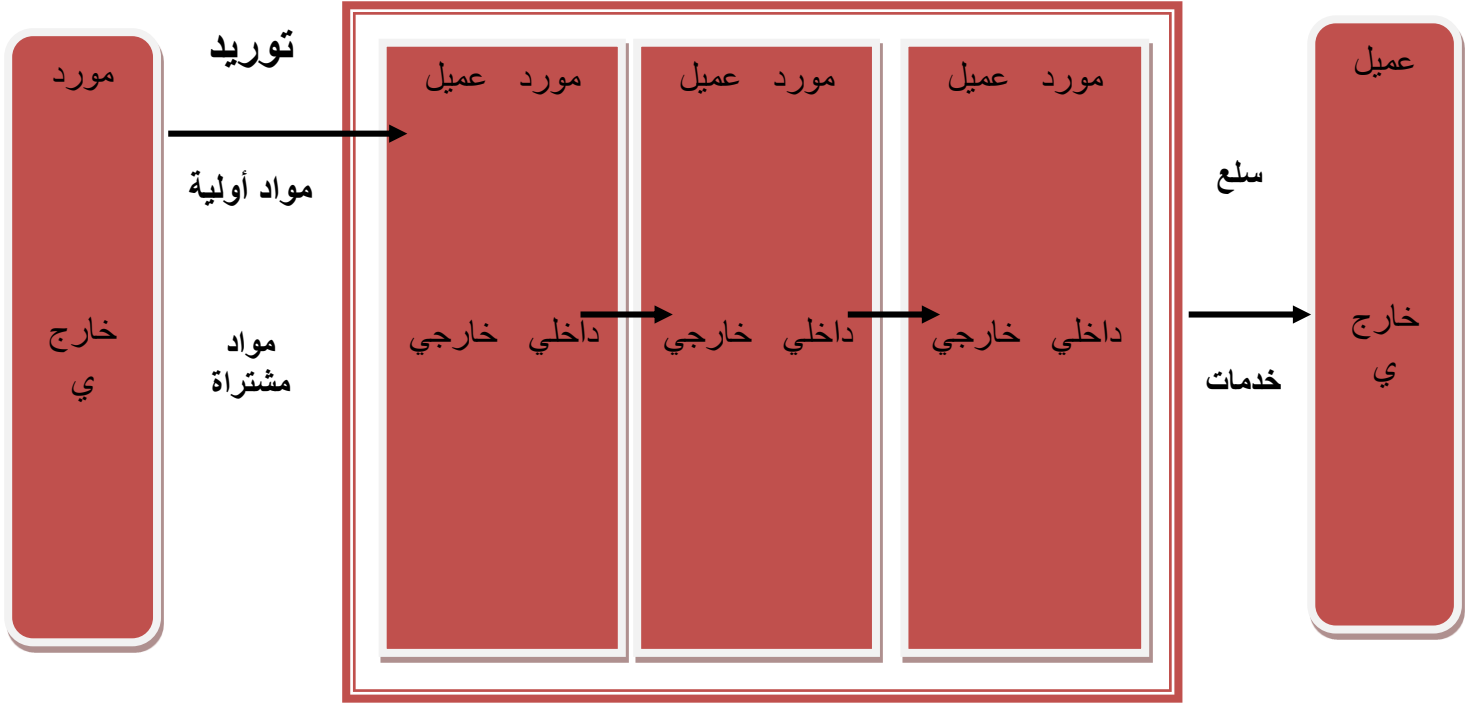 مورد
خارج
ي
توريد
مواد أولية
مواد
مشتراة
مورد عميل
داخلي خارجي
مورد عميل
داخلي خارجي
مورد عميل
داخلي خارجي
سلع
خدمات
عميل
خارج
ي